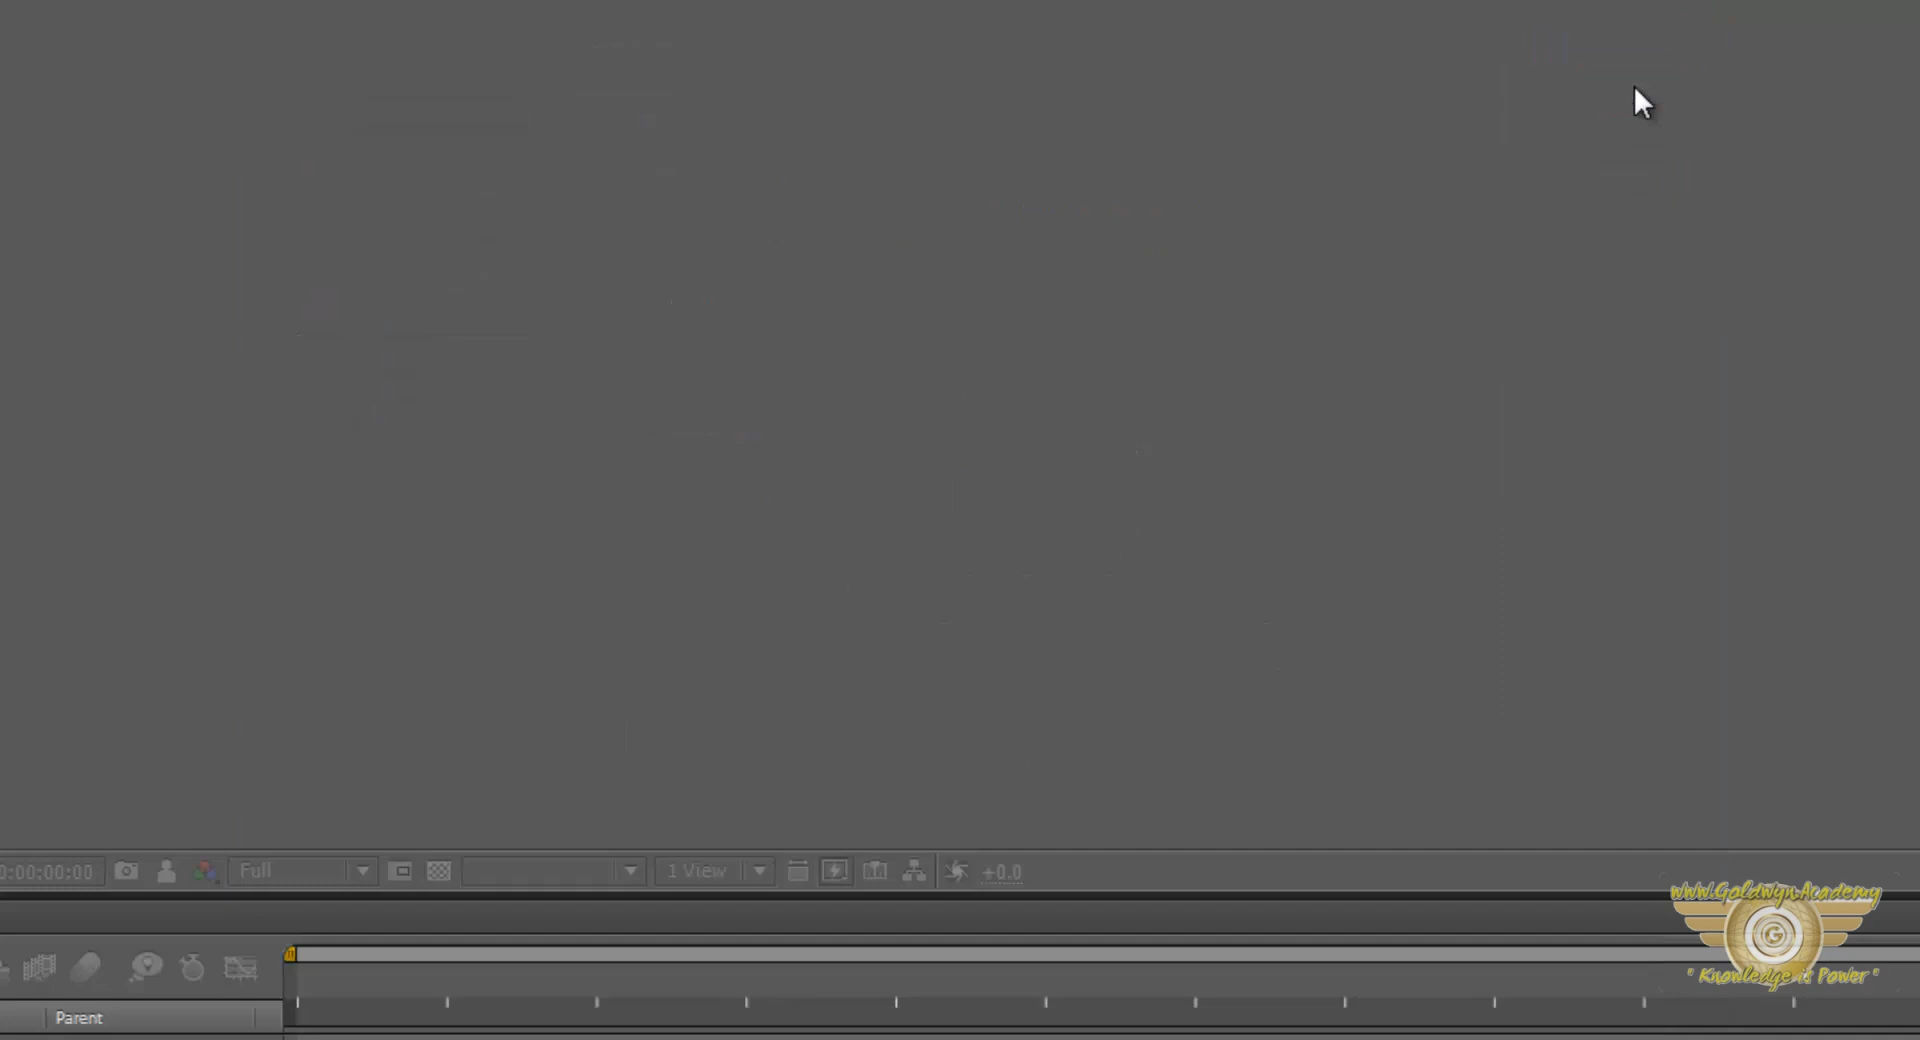 0:00:00:00
Full
1 View
+0.0
www.Goldwyn.Academy
G
" Knowledge is Power "
Parent